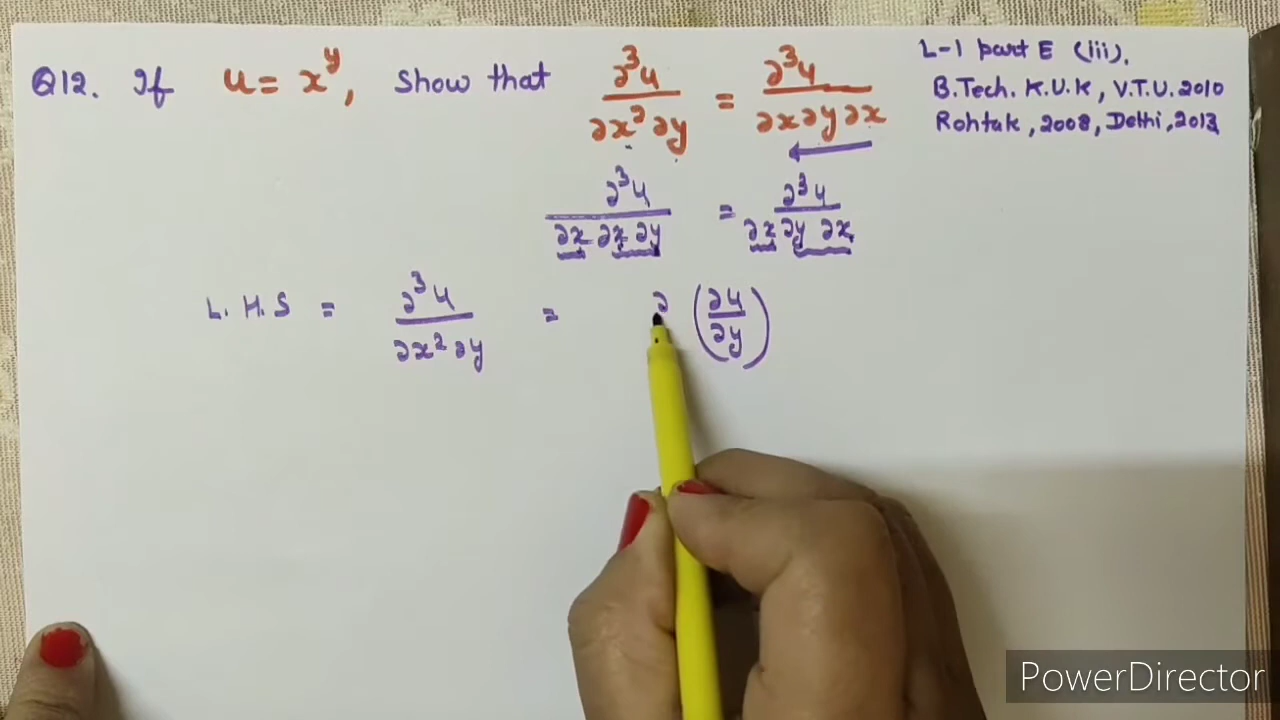 Q12. If u = x^y, Show that ∂³u/∂x²∂y = ∂³u/∂x∂y∂x
L-1 part E (iii).
B.Tech. K.U.K, V.T.U. 2010
Rohtak, 2008, Delhi, 2013
∂³u/∂x ∂x ∂y = ∂³u/∂x ∂y ∂x
L.H.S = ∂³u/∂x²∂y = ∂ (∂u/∂y)
PowerDirector